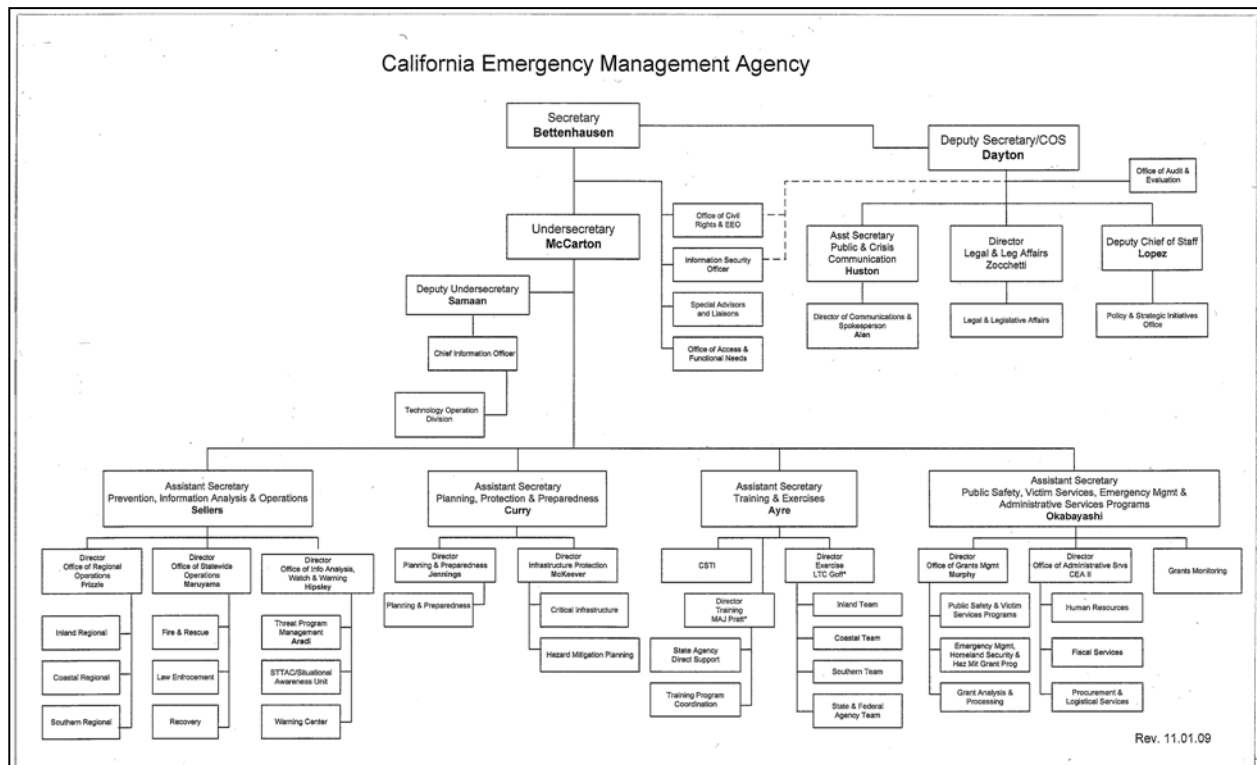 California Emergency Management Agency
Secretary
Bettenhausen
Deputy Secretary/COS
Dayton
Office of Audit &
Evaluation
Office of Civil
Rights & EEO
Undersecretary
McCarton
Asst Secretary
Public & Crisis
Communication
Huston
Director
Legal & Leg Affairs
Zocchetti
Deputy Chief of Staff
Lopez
Information Security
Officer
Deputy Undersecretary
Samaan
Special Advisors
and Liaisons
Director of Communications &
Spokesperson
Alen
Legal & Legislative Affairs
Policy & Strategic Initiatives
Office
Chief Information Officer
Office of Access &
Functional Needs
Technology Operation
Division
Assistant Secretary
Prevention, Information Analysis & Operations
Sellers
Assistant Secretary
Planning, Protection & Preparedness
Curry
Assistant Secretary
Training & Exercises
Ayre
Assistant Secretary
Public Safety, Victim Services, Emergency Mgmt &
Administrative Services Programs
Okabayashi
Director
Office of Regional
Operations
Frizzle
Director
Office of Statewide
Operations
Maruyama
Director
Office of Info Analysis,
Watch & Warning
Hipsley
Director
Planning & Preparedness
Jennings
Director
Infrastructure Protection
McKeever
CSTI
Director
Exercise
LTC Goff*
Director
Office of Grants Mgmt
Murphy
Director
Office of Administrative Srvs
CEA II
Grants Monitoring
Planning & Preparedness
Critical Infrastructure
Director
Training
MAJ Pratt*
Inland Team
Public Safety & Victim
Services Programs
Human Resources
Inland Regional
Fire & Rescue
Threat Program
Management
Aradi
Hazard Mitigation Planning
State Agency
Direct Support
Coastal Team
Emergency Mgmt,
Homeland Security &
Haz Mit Grant Prog
Fiscal Services
Coastal Regional
Law Enfrocement
STTAC/Situational
Awareness Unit
Southern Team
Training Program
Coordination
Grant Analysis &
Processing
Procurement &
Logistical Services
Southern Regional
Recovery
Warning Center
State & Federal
Agency Team
Rev. 11.01.09